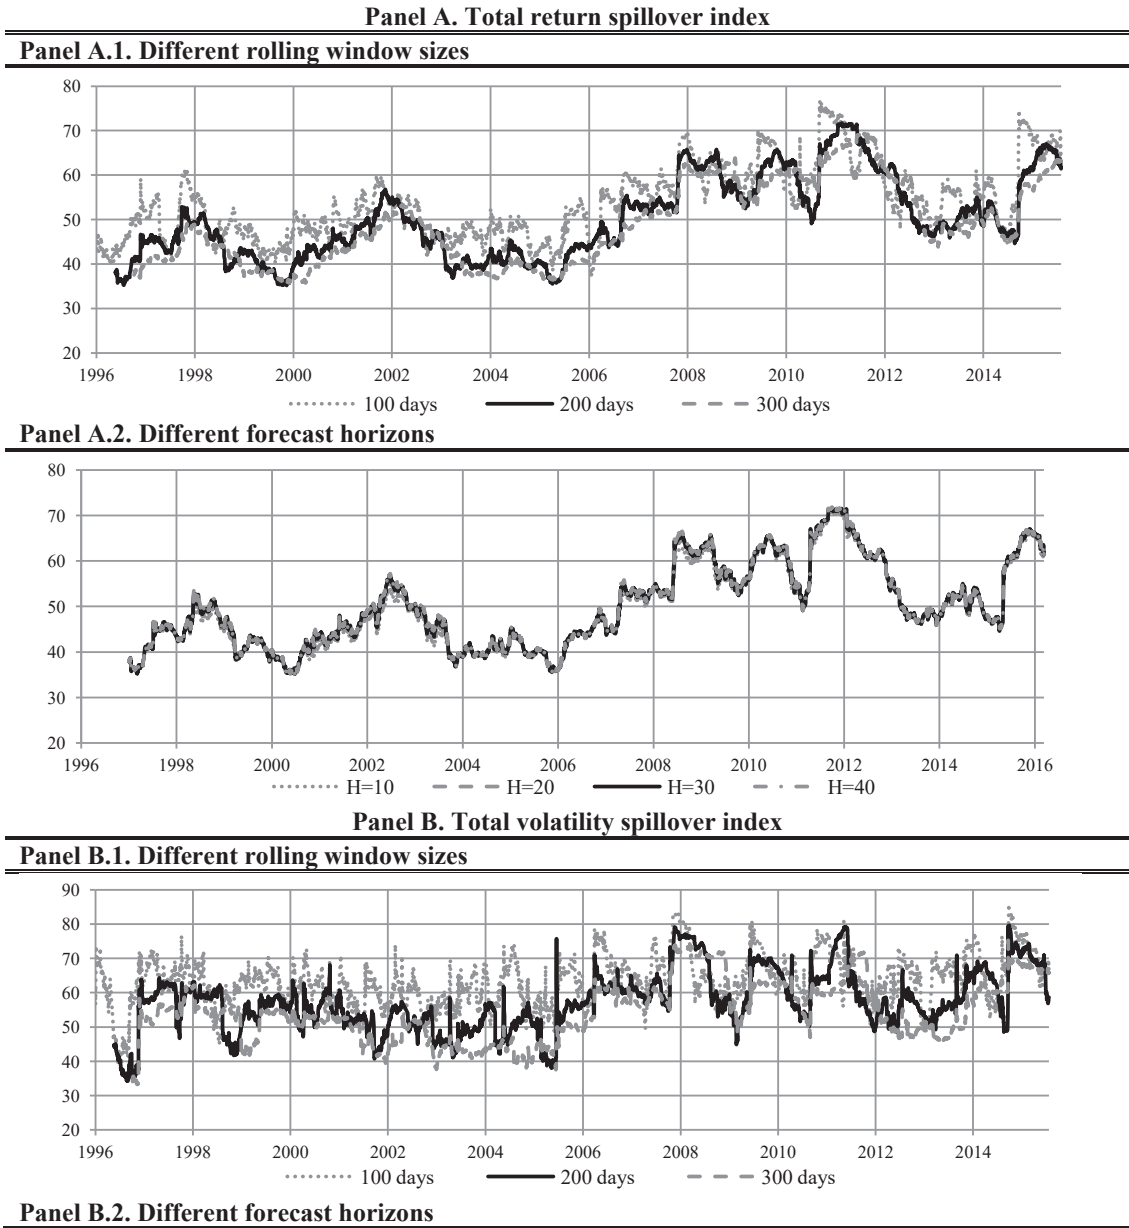 Panel A. Total return spillover index
Panel A.1. Different rolling window sizes
80
70
60
50
40
30
20
1996 1998 2000 2002 2004 2006 2008 2010 2012 2014
100 days 200 days 300 days
Panel A.2. Different forecast horizons
80
70
60
50
40
30
20
1996 1998 2000 2002 2004 2006 2008 2010 2012 2014 2016
H=10 H=20 H=30 H=40
Panel B. Total volatility spillover index
Panel B.1. Different rolling window sizes
90
80
70
60
50
40
30
20
1996 1998 2000 2002 2004 2006 2008 2010 2012 2014
100 days 200 days 300 days
Panel B.2. Different forecast horizons